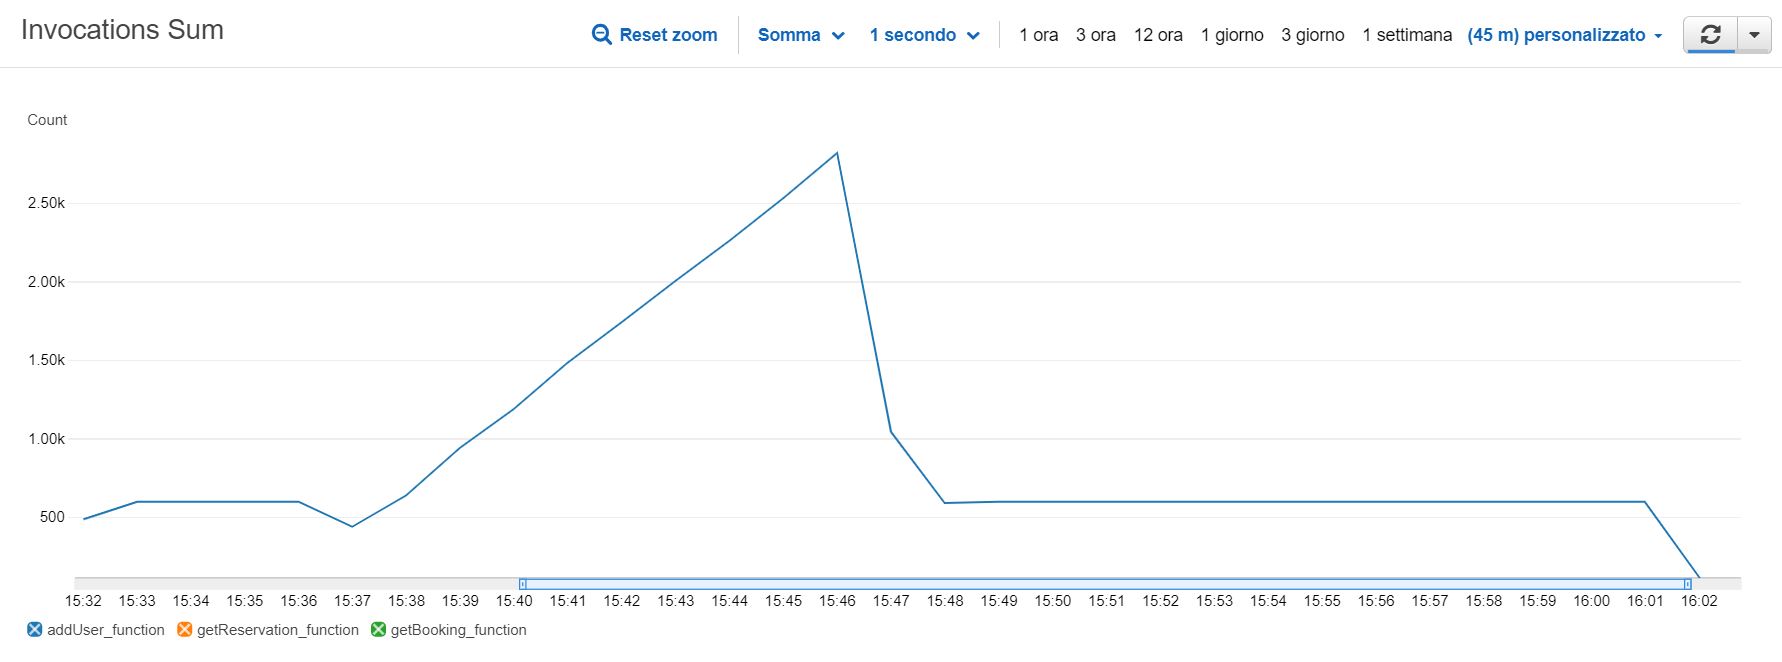 Invocations Sum
Reset zoom Somma 1 secondo 1 ora 3 ora 12 ora 1 giorno 3 giorno 1 settimana (45 m) personalizzato
Count
2.50k
2.00k
1.50k
1.00k
500
15:32 15:33 15:34 15:35 15:36 15:37 15:38 15:39 15:40 15:41 15:42 15:43 15:44 15:45 15:46 15:47 15:48 15:49 15:50 15:51 15:52 15:53 15:54 15:55 15:56 15:57 15:58 15:59 16:00 16:01 16:02
addUser_function getReservation_function getBooking_function